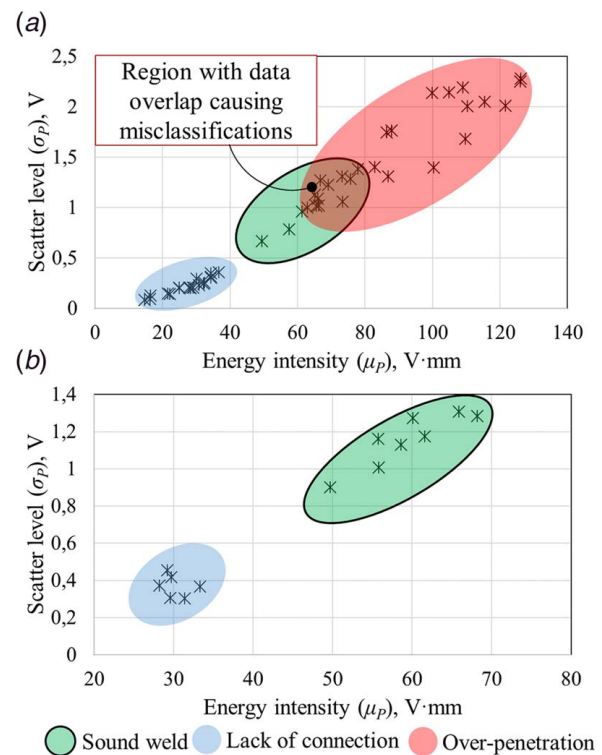 (a)
Region with data
overlap causing
misclassifications
Scatter level (σP), V
2,5
2
1,5
1
0,5
0
0 20 40 60 80 100 120 140
Energy intensity (μP), V·mm
(b)
Scatter level (σP), V
1,4
1,2
1
0,8
0,6
0,4
0,2
0
20 30 40 50 60 70 80
Energy intensity (μP), V·mm
Sound weld Lack of connection Over-penetration